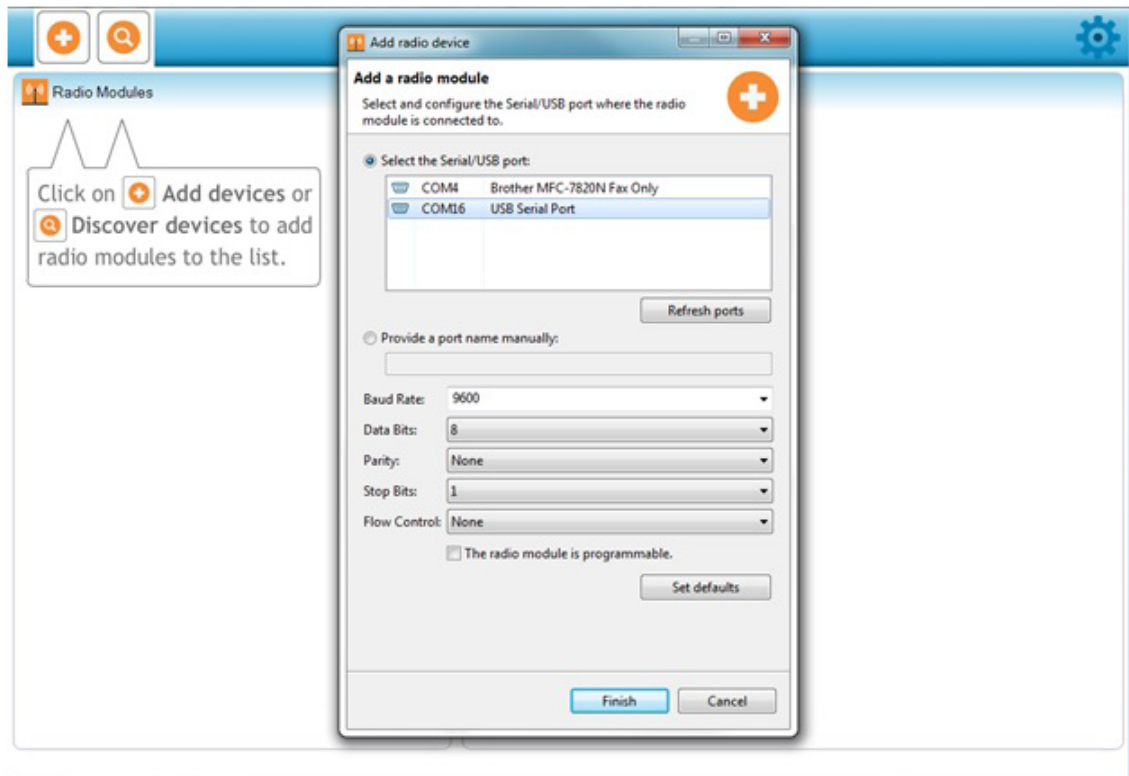 Add radio device
Radio Modules
Click on Add devices or
Discover devices to add
radio modules to the list.
Add a radio module
Select and configure the Serial/USB port where the radio
module is connected to.
Select the Serial/USB port:
COM4 Brother MFC-7820N Fax Only
COM16 USB Serial Port
Refresh ports
Provide a port name manually:
Baud Rate: 9600
Data Bits: 8
Parity: None
Stop Bits: 1
Flow Control: None
The radio module is programmable.
Set defaults
Finish Cancel